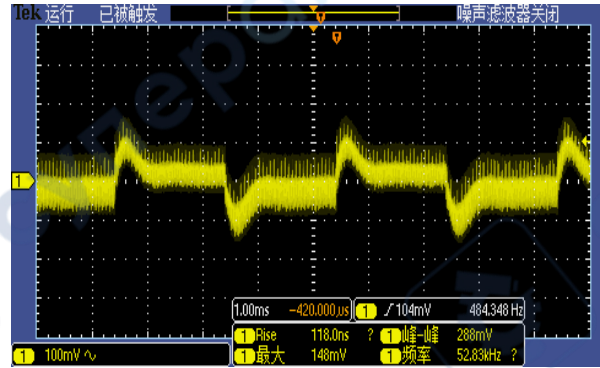 Tek 运行 已被触发 噪声滤波器关闭
1.00ms -420.000µs 1 ∫104mV 484.348 Hz
1 Rise 118.0ns ? 1 峰-峰 288mV
1 最大 148mV 1 频率 52.83kHz ?
1 100mV ∿